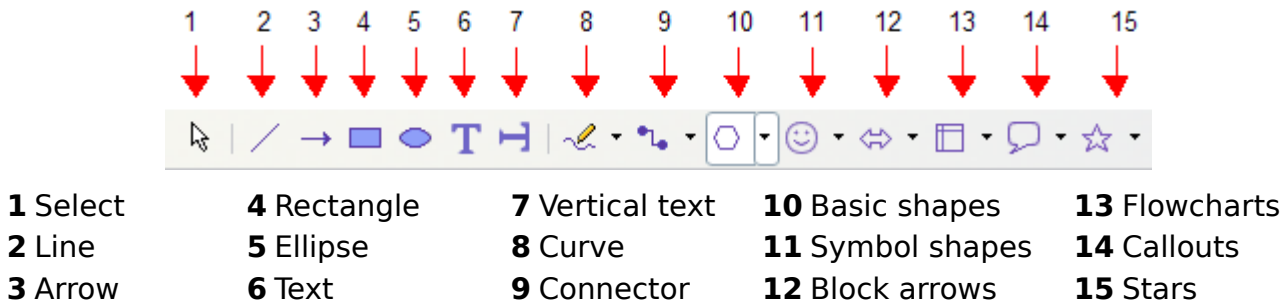 1 2 3 4 5 6 7 8 9 10 11 12 13 14 15
T T
1 Select 4 Rectangle 7 Vertical text 10 Basic shapes 13 Flowcharts
2 Line 5 Ellipse 8 Curve 11 Symbol shapes 14 Callouts
3 Arrow 6 Text 9 Connector 12 Block arrows 15 Stars